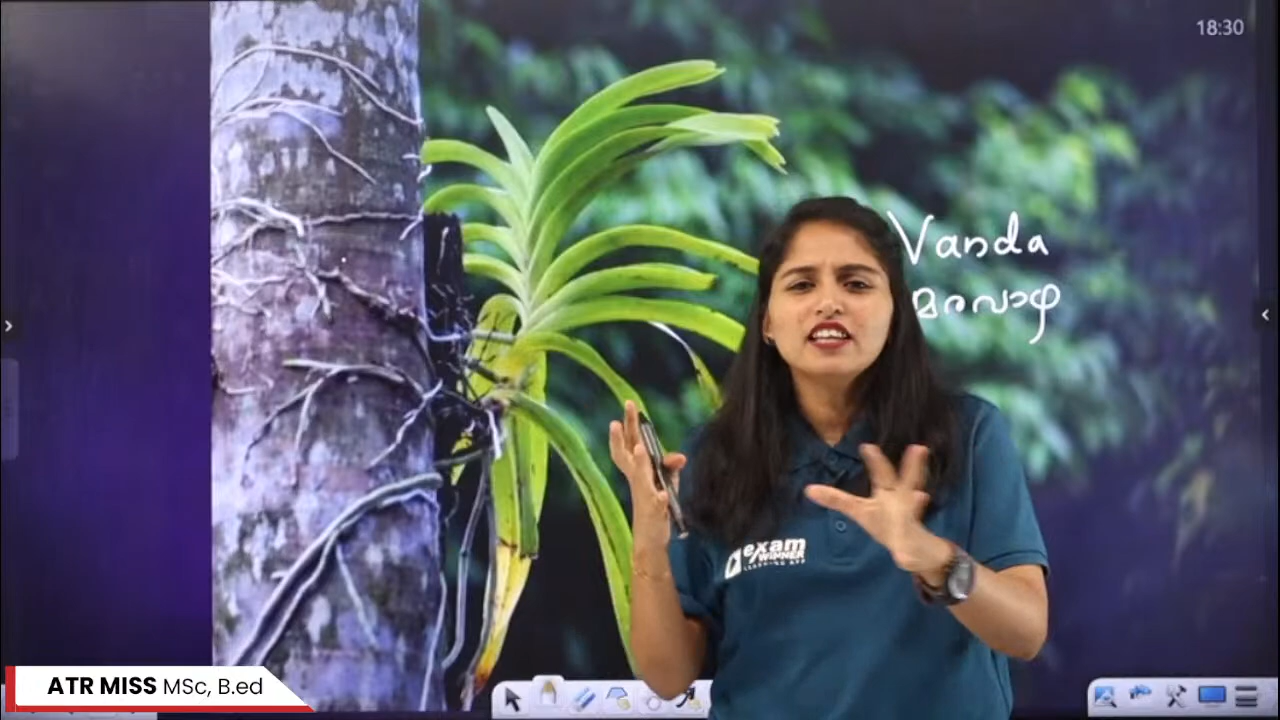 18:30
Vanda
മരവാഴ
exam
WINNER
LEARNING APP
ATR MISS MSc, B.ed